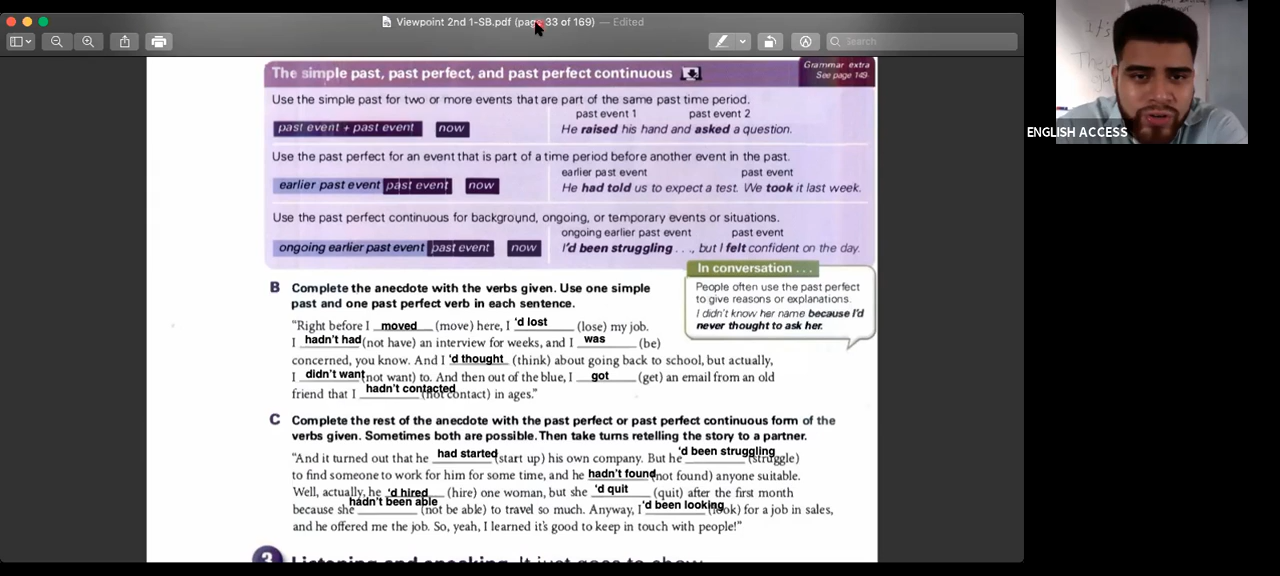 Viewpoint 2nd 1-SB.pdf (page 33 of 169) — Edited
Search
The simple past, past perfect, and past perfect continuous
Grammar extra
See page 149.
Use the simple past for two or more events that are part of the same past time period.
past event 1 past event 2
past event + past event now He raised his hand and asked a question.
Use the past perfect for an event that is part of a time period before another event in the past.
earlier past event past event
earlier past event past event now He had told us to expect a test. We took it last week.
Use the past perfect continuous for background, ongoing, or temporary events or situations.
ongoing earlier past event past event
ongoing earlier past event past event now I'd been struggling . . ., but I felt confident on the day.
In conversation . . .
People often use the past perfect
to give reasons or explanations.
I didn't know her name because I'd
never thought to ask her.
B Complete the anecdote with the verbs given. Use one simple
past and one past perfect verb in each sentence.
"Right before I moved (move) here, I 'd lost (lose) my job.
I hadn't had (not have) an interview for weeks, and I was (be)
concerned, you know. And I 'd thought (think) about going back to school, but actually,
I didn't want (not want) to. And then out of the blue, I got (get) an email from an old
friend that I hadn't contacted (not contact) in ages."
C Complete the rest of the anecdote with the past perfect or past perfect continuous form of the
verbs given. Sometimes both are possible. Then take turns retelling the story to a partner.
"And it turned out that he had started (start up) his own company. But he 'd been struggling (struggle)
to find someone to work for him for some time, and he hadn't found (not found) anyone suitable.
Well, actually, he 'd hired (hire) one woman, but she 'd quit (quit) after the first month
because she hadn't been able (not be able) to travel so much. Anyway, I 'd been looking (look) for a job in sales,
and he offered me the job. So, yeah, I learned it's good to keep in touch with people!"
3 Listening and speaking It just goes to show
It's
ENGLISH ACCESS